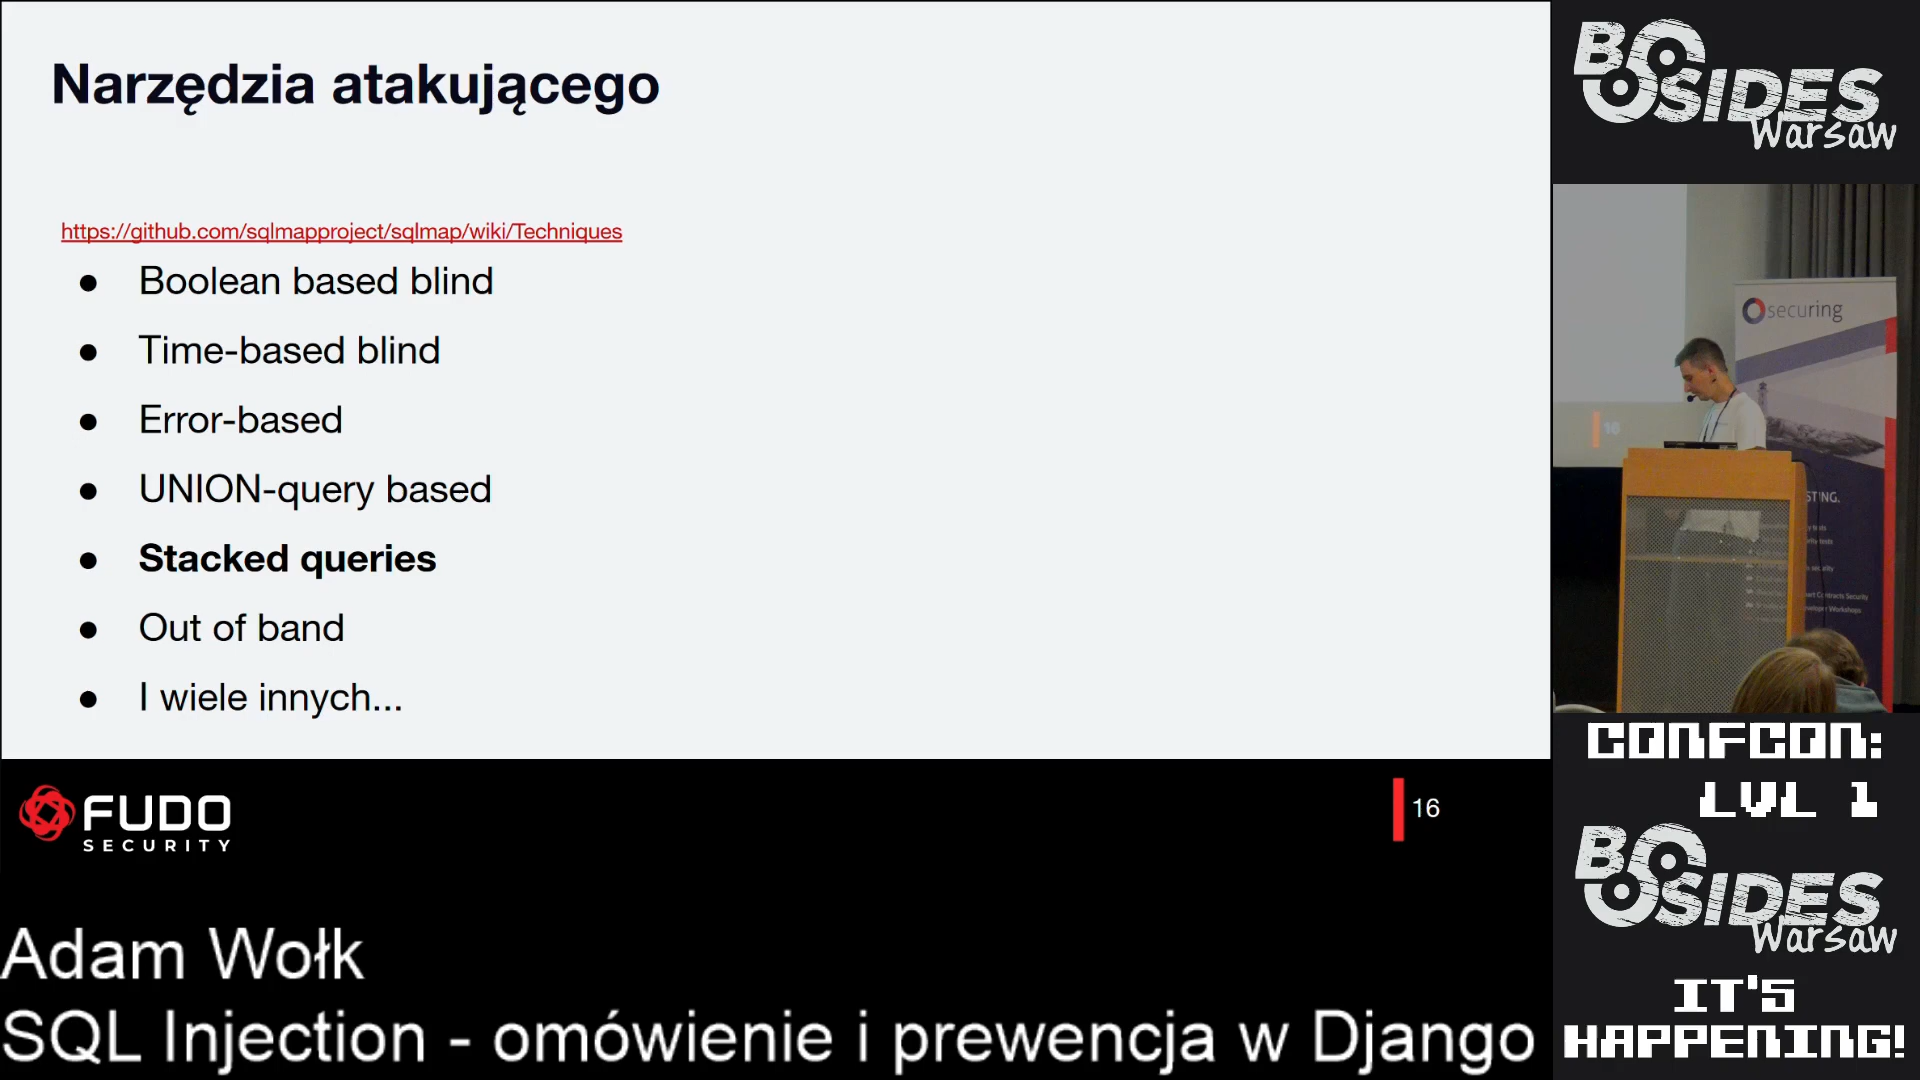 Narzędzia atakującego
https://github.com/sqlmapproject/sqlmap/wiki/Techniques
● Boolean based blind
● Time-based blind
● Error-based
● UNION-query based
● Stacked queries
● Out of band
● I wiele innych...
FUDO
SECURITY
16
Adam Wołk
SQL Injection - omówienie i prewencja w Django
BSIDES
Warsaw
securing
16
CONFCON:
LVL 1
BSIDES
Warsaw
IT'S
HAPPENING!